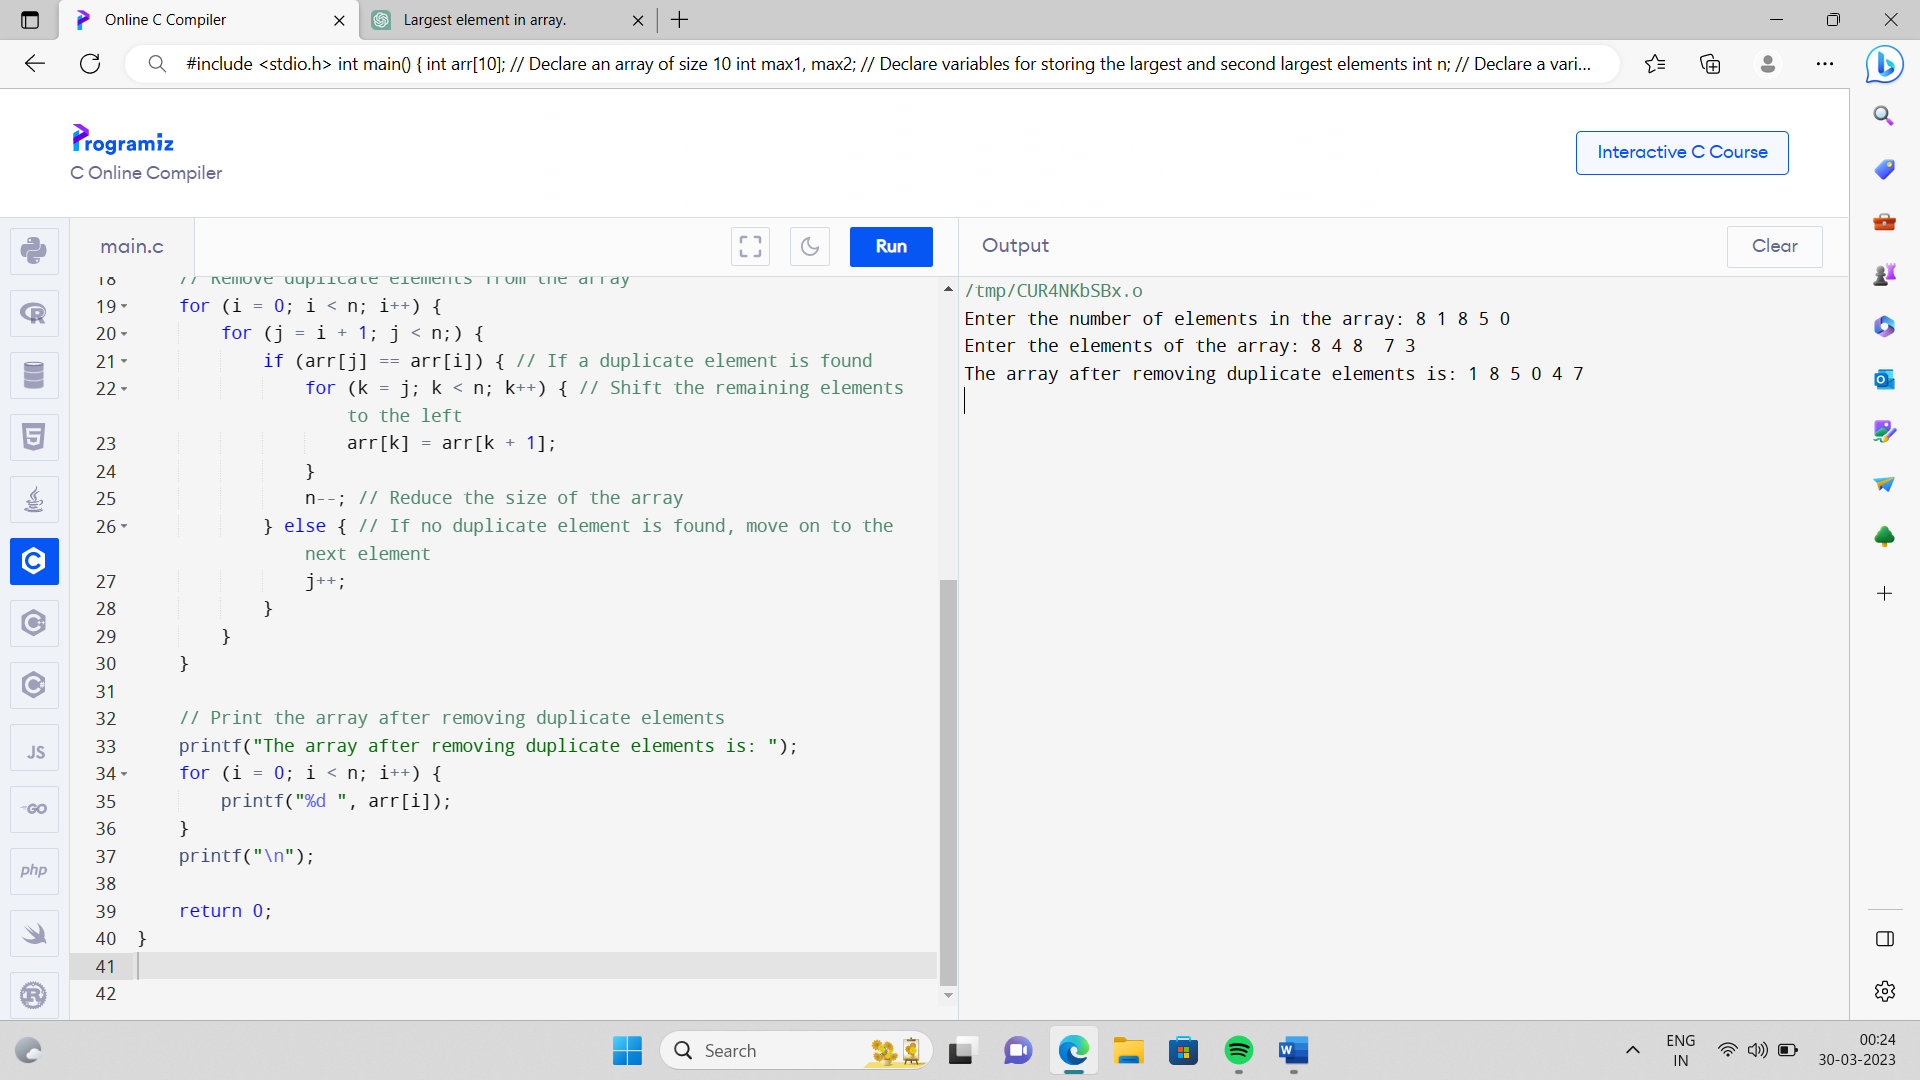 Online C Compiler
Largest element in array.
#include <stdio.h> int main() { int arr[10]; // Declare an array of size 10 int max1, max2; // Declare variables for storing the largest and second largest elements int n; // Declare a vari...
Programiz
C Online Compiler
Interactive C Course
main.c
Run
Output
Clear
18 // Remove duplicate elements from the array
19 for (i = 0; i < n; i++) {
20 for (j = i + 1; j < n;) {
21 if (arr[j] == arr[i]) { // If a duplicate element is found
22 for (k = j; k < n; k++) { // Shift the remaining elements
to the left
23 arr[k] = arr[k + 1];
24 }
25 n--; // Reduce the size of the array
26 } else { // If no duplicate element is found, move on to the
next element
27 j++;
28 }
29 }
30 }
31
32 // Print the array after removing duplicate elements
33 printf("The array after removing duplicate elements is: ");
34 for (i = 0; i < n; i++) {
35 printf("%d ", arr[i]);
36 }
37 printf("\n");
38
39 return 0;
40 }
41
42
/tmp/CUR4NKbSBx.o
Enter the number of elements in the array: 8 1 8 5 0
Enter the elements of the array: 8 4 8  7 3
The array after removing duplicate elements is: 1 8 5 0 4 7
JS
GO
php
Search
ENG
IN
00:24
30-03-2023